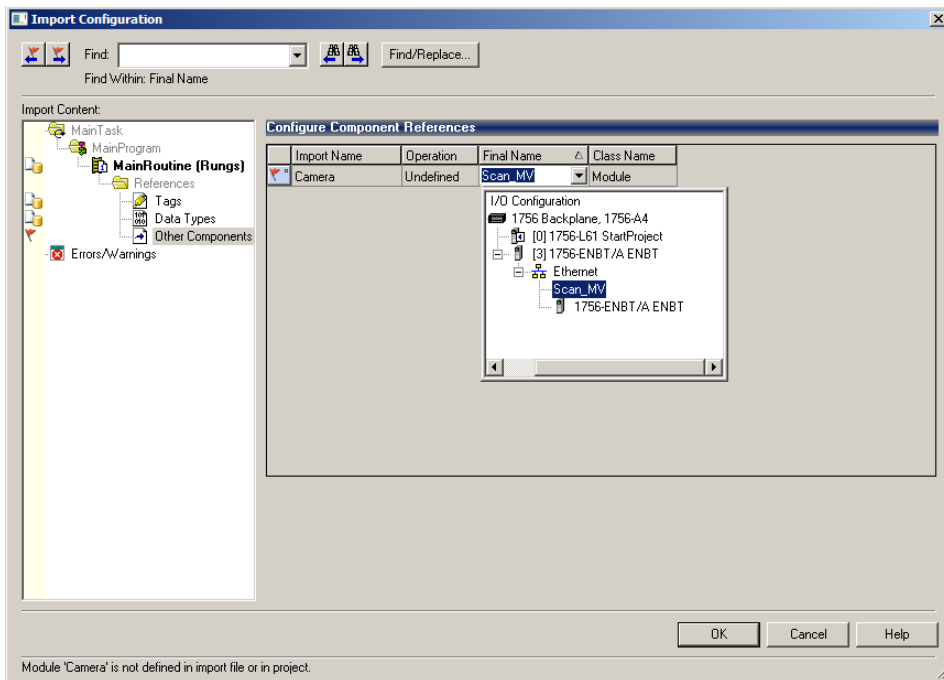 Import Configuration
Find:
Find/Replace...
Find Within: Final Name
Import Content:
MainTask
MainProgram
MainRoutine (Rungs)
References
Tags
Data Types
Other Components
Errors/Warnings
Configure Component References
Import Name Operation Final Name Class Name
Camera Undefined Scan_MV Module
I/O Configuration
1756 Backplane, 1756-A4
[0] 1756-L61 StartProject
[3] 1756-ENBT/A ENBT
Ethernet
Scan_MV
1756-ENBT/A ENBT
OK Cancel Help
Module 'Camera' is not defined in import file or in project.